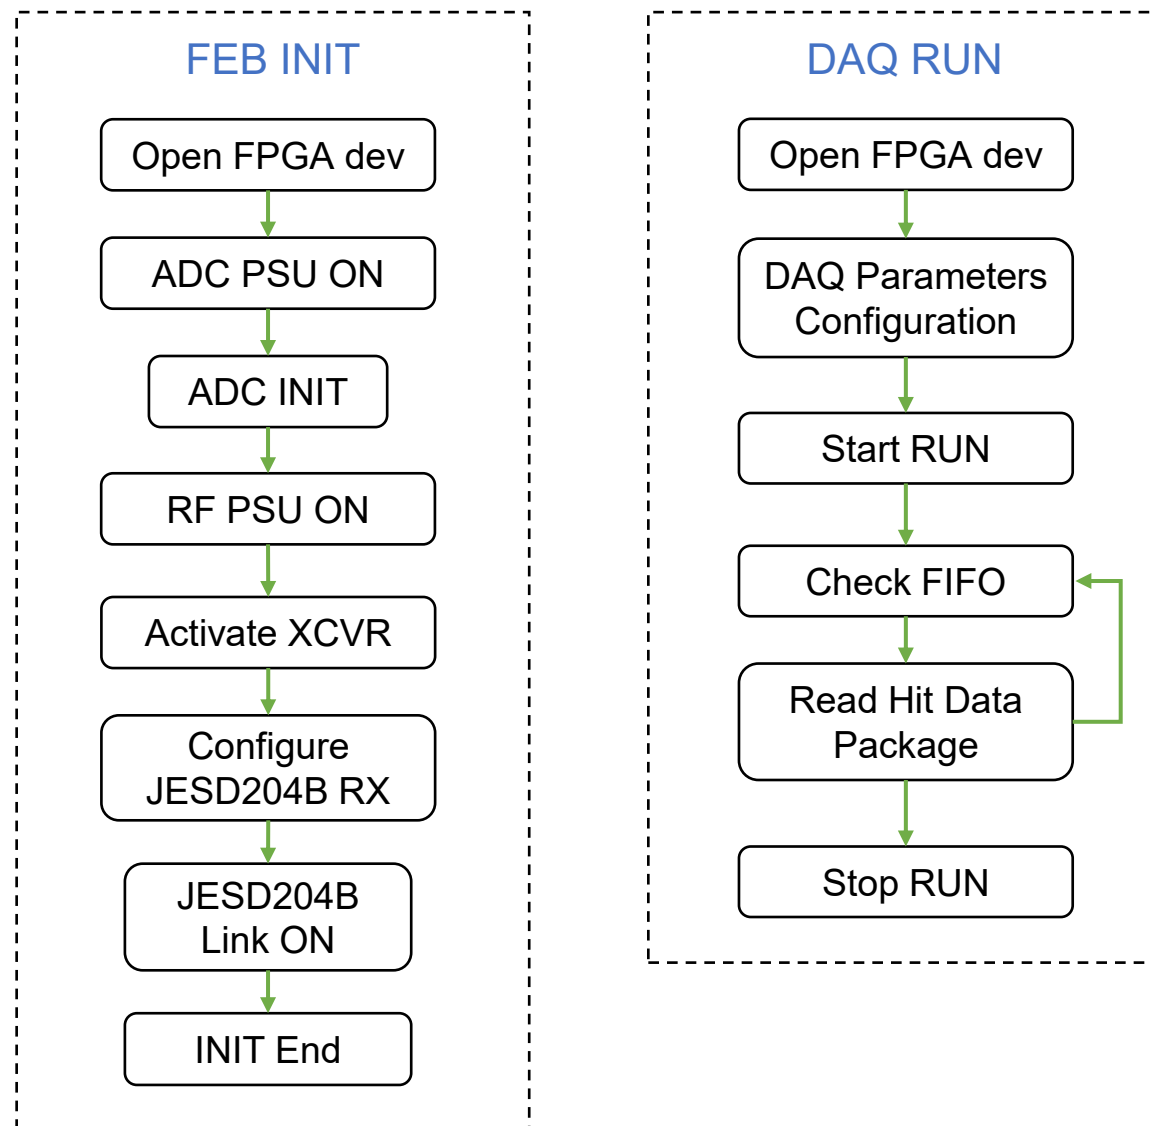 FEB INIT
Open FPGA dev
ADC PSU ON
ADC INIT
RF PSU ON
Activate XCVR
Configure
JESD204B RX
JESD204B
Link ON
INIT End
DAQ RUN
Open FPGA dev
DAQ Parameters
Configuration
Start RUN
Check FIFO
Read Hit Data
Package
Stop RUN